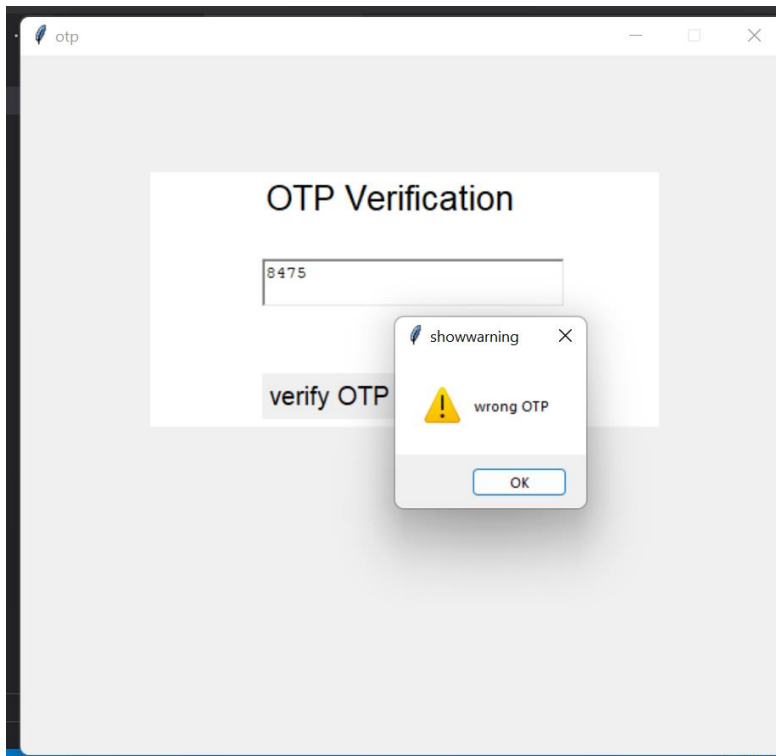 otp
OTP Verification
8475
showwarning
wrong OTP
verify OTP
OK